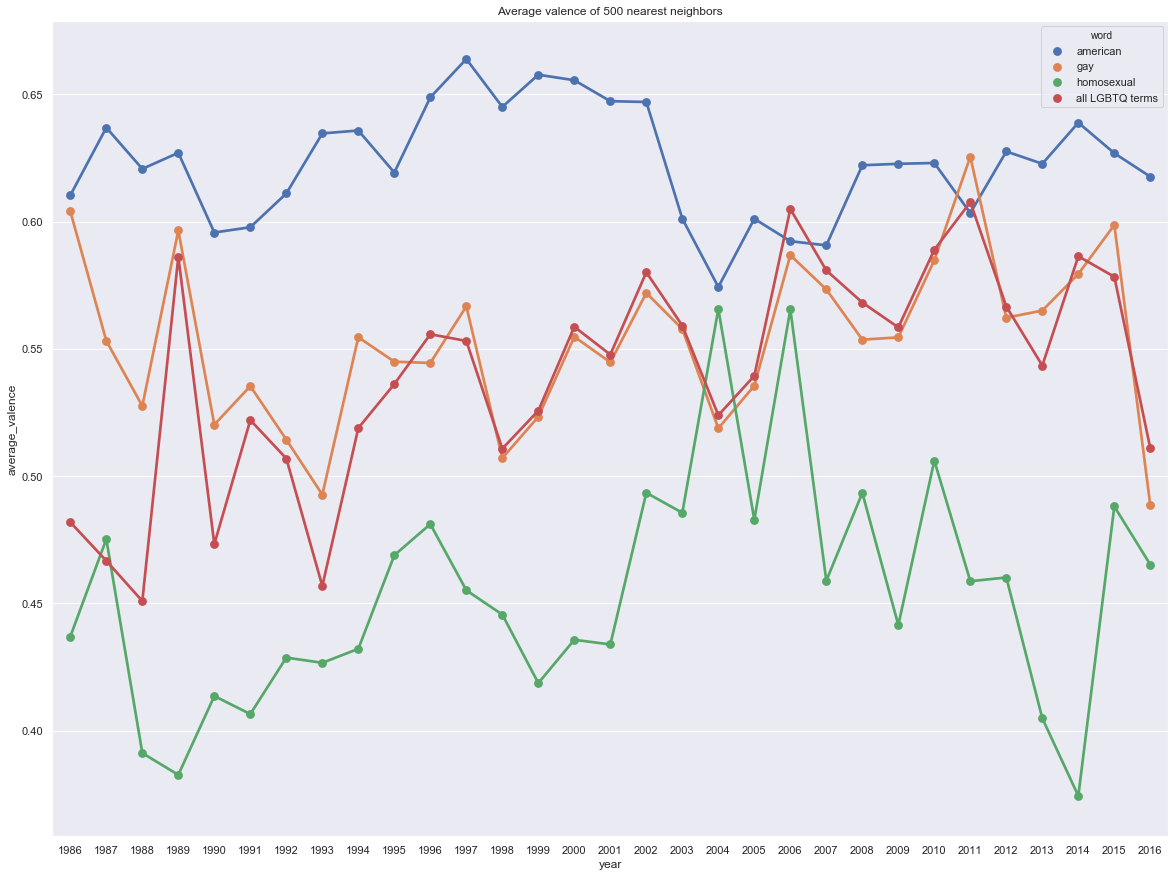 Average valence of 500 nearest neighbors
word
american
gay
homosexual
all LGBTQ terms
average_valence
0.65
0.60
0.55
0.50
0.45
0.40
1986 1987 1988 1989 1990 1991 1992 1993 1994 1995 1996 1997 1998 1999 2000 2001 2002 2003 2004 2005 2006 2007 2008 2009 2010 2011 2012 2013 2014 2015 2016
year